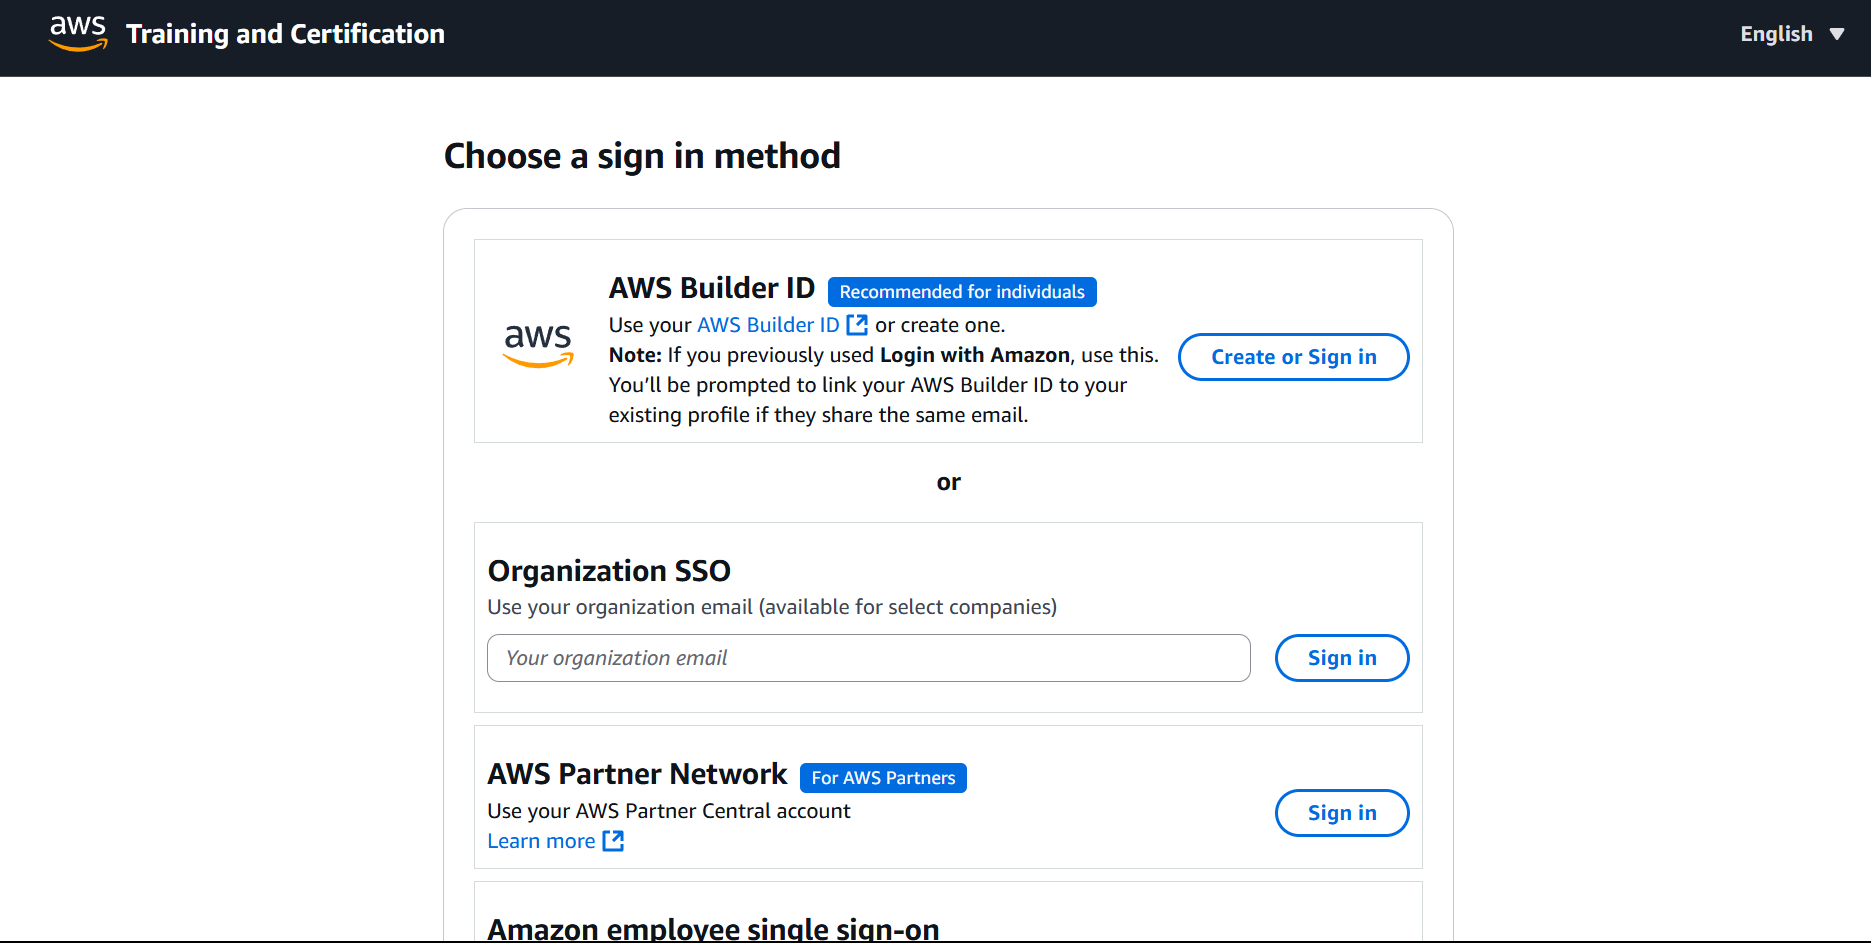 aws Training and Certification
English
Choose a sign in method
aws
AWS Builder ID Recommended for individuals
Use your AWS Builder ID or create one.
Note: If you previously used Login with Amazon, use this.
You’ll be prompted to link your AWS Builder ID to your
existing profile if they share the same email.
Create or Sign in
or
Organization SSO
Use your organization email (available for select companies)
Your organization email
Sign in
AWS Partner Network For AWS Partners
Use your AWS Partner Central account
Learn more
Sign in
Amazon employee single sign-on